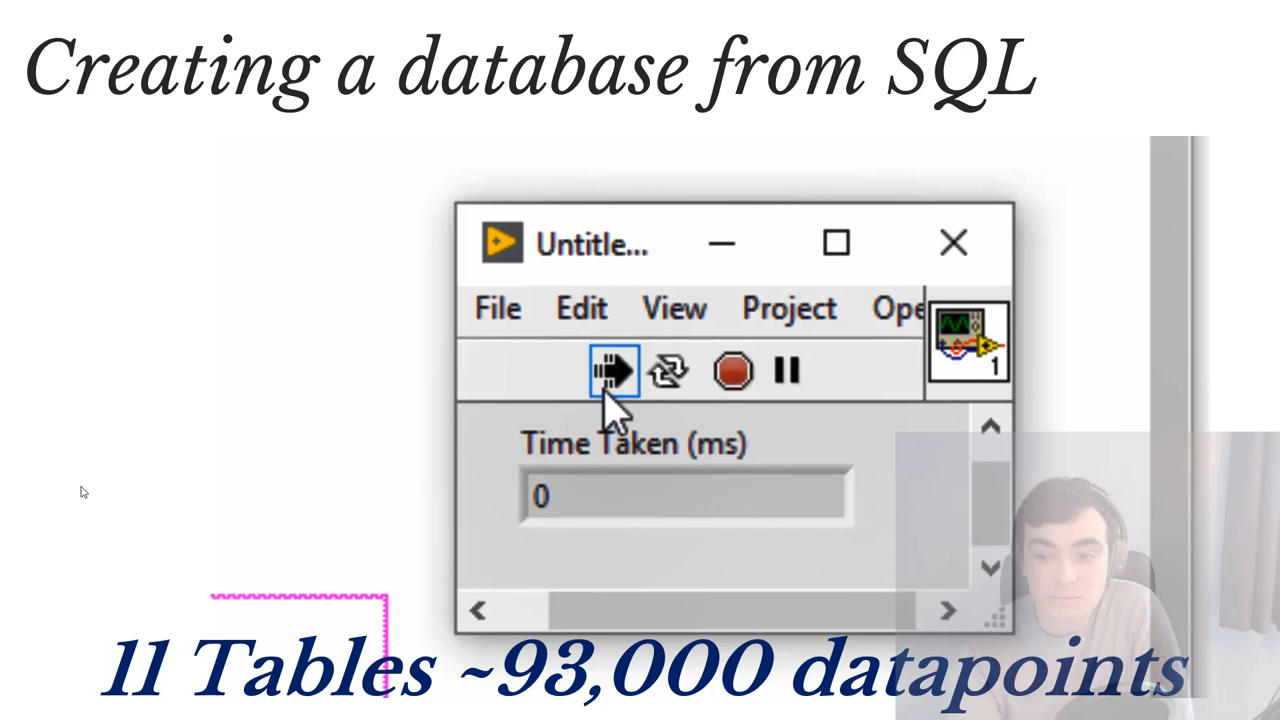 Creating a database from SQL
Untitle...
File Edit View Project Ope
1
Time Taken (ms)
0
11 Tables ~93,000 datapoints